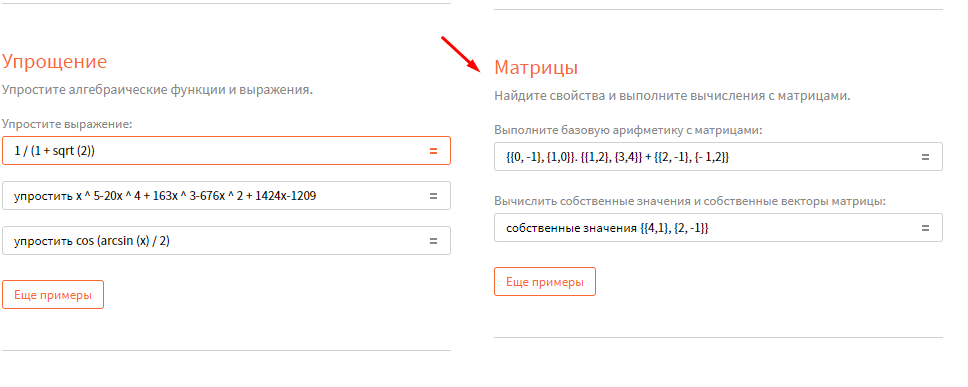 Упрощение
Упростите алгебраические функции и выражения.
Упростите выражение:
1 / (1 + sqrt (2))
=
упростить x ^ 5-20x ^ 4 + 163x ^ 3-676x ^ 2 + 1424x-1209
=
упростить cos (arcsin (x) / 2)
=
Еще примеры
Матрицы
Найдите свойства и выполните вычисления с матрицами.
Выполните базовую арифметику с матрицами:
{{0, -1}, {1,0}}. {{1,2}, {3,4}} + {{2, -1}, {- 1,2}}
=
Вычислить собственные значения и собственные векторы матрицы:
собственные значения {{4,1}, {2, -1}}
=
Еще примеры